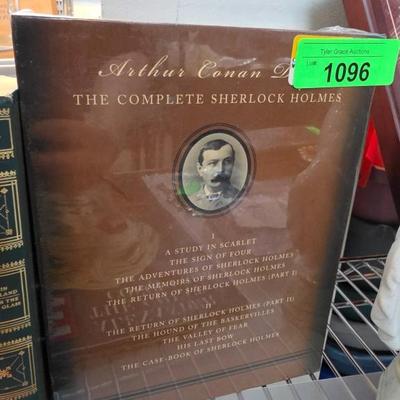 Tyler Grace Auctions
Lot#
1096
Arthur Conan
THE COMPLETE SHERLOCK HOLMES
I
A STUDY IN SCARLET
THE SIGN OF FOUR
THE ADVENTURES OF SHERLOCK HOLMES
THE MEMOIRS OF SHERLOCK HOLMES
THE RETURN OF SHERLOCK HOLMES (PART I)
THE RETURN OF SHERLOCK HOLMES (PART II)
THE HOUND OF THE BASKERVILLES
THE VALLEY OF FEAR
HIS LAST BOW
THE CASE-BOOK OF SHERLOCK HOLMES